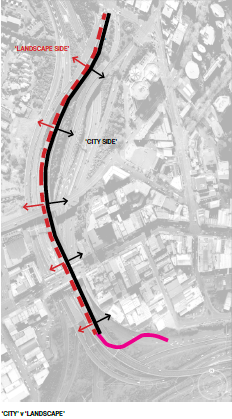 'LANDSCAPE SIDE'
'CITY SIDE'
'CITY' v 'LANDSCAPE'